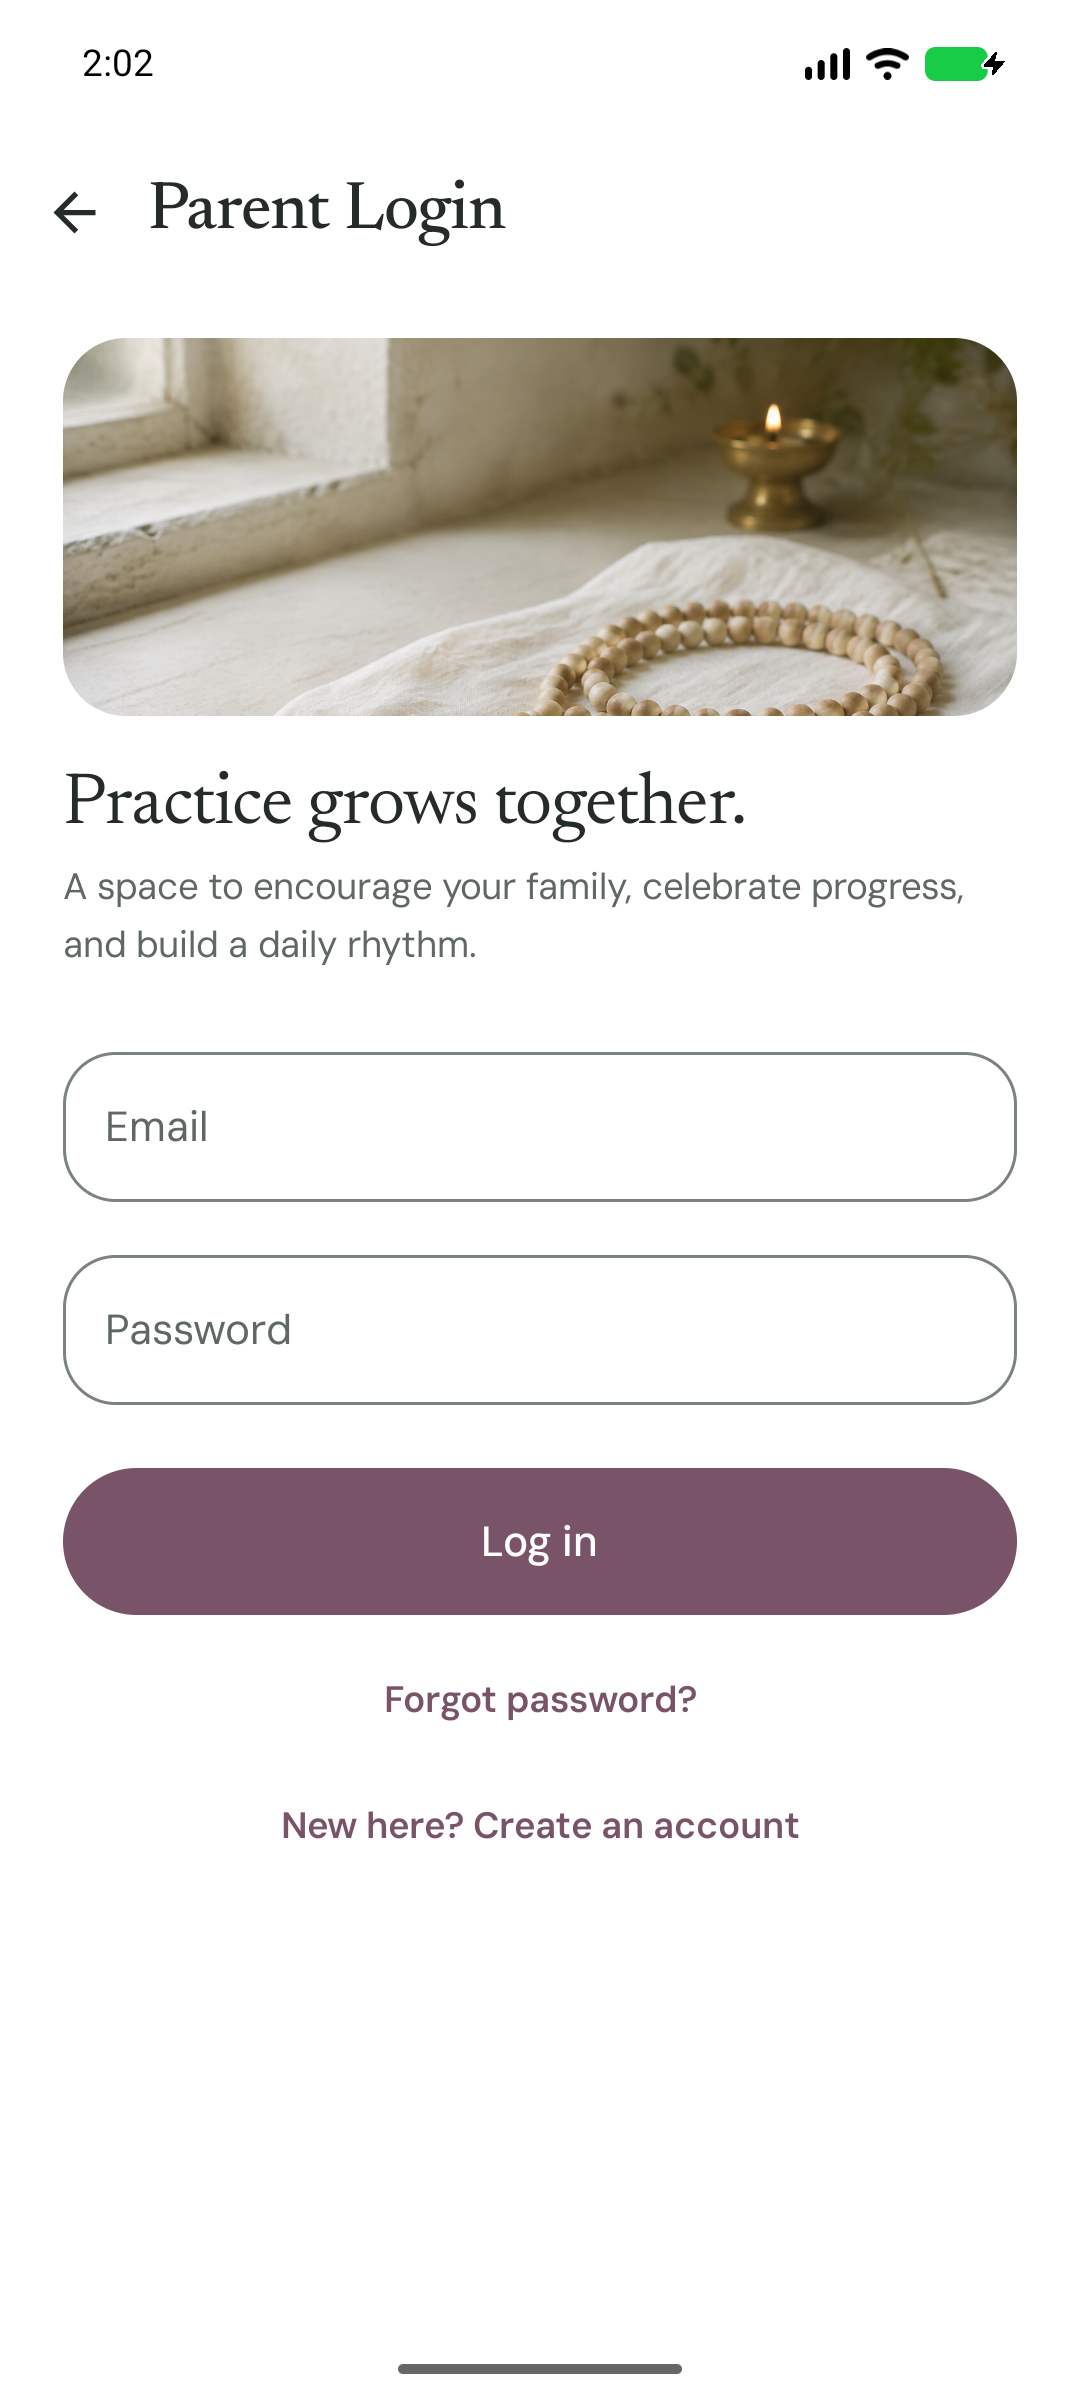 2:02
Parent Login
Practice grows together.
A space to encourage your family, celebrate progress,
and build a daily rhythm.
Email
Password
Log in
Forgot password?
New here? Create an account